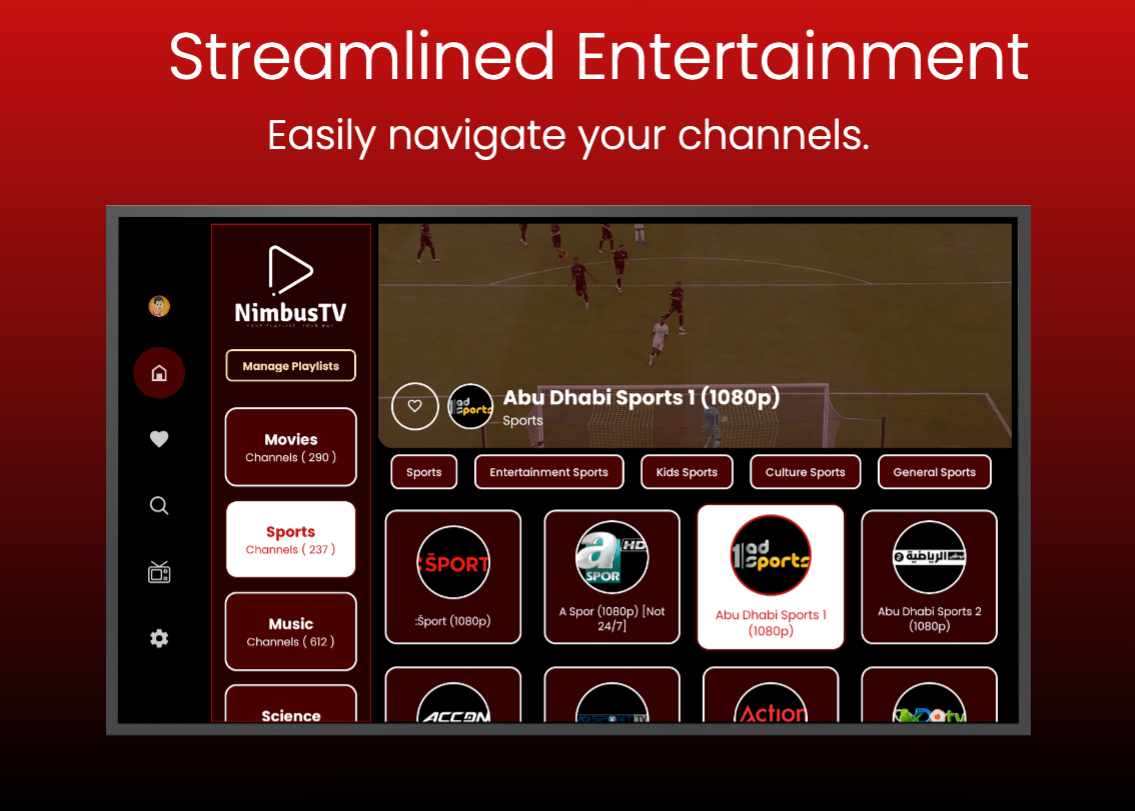 Streamlined Entertainment
Easily navigate your channels.
NimbusTV
YOUR PLAYLIST, YOUR WAY
Manage Playlists
Movies
Channels ( 290 )
Sports
Channels ( 237 )
Music
Channels ( 612 )
Science
ad
sports
Abu Dhabi Sports 1 (1080p)
Sports
Sports
Entertainment Sports
Kids Sports
Culture Sports
General Sports
:ŠPORT
:Šport (1080p)
a HD
SPOR
A Spor (1080p) [Not
24/7]
1 ad
sports
Abu Dhabi Sports 1
(1080p)
الرياضية
Abu Dhabi Sports 2
(1080p)
ACCDN
Action